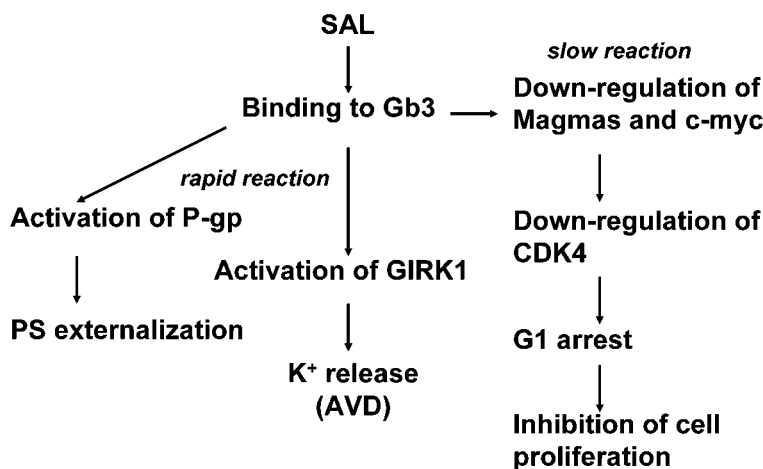 SAL
Binding to Gb3
slow reaction
Down-regulation of
Magmas and c-myc
rapid reaction
Activation of P-gp
PS externalization
Activation of GIRK1
K⁺ release
(AVD)
Down-regulation of
CDK4
G1 arrest
Inhibition of cell
proliferation